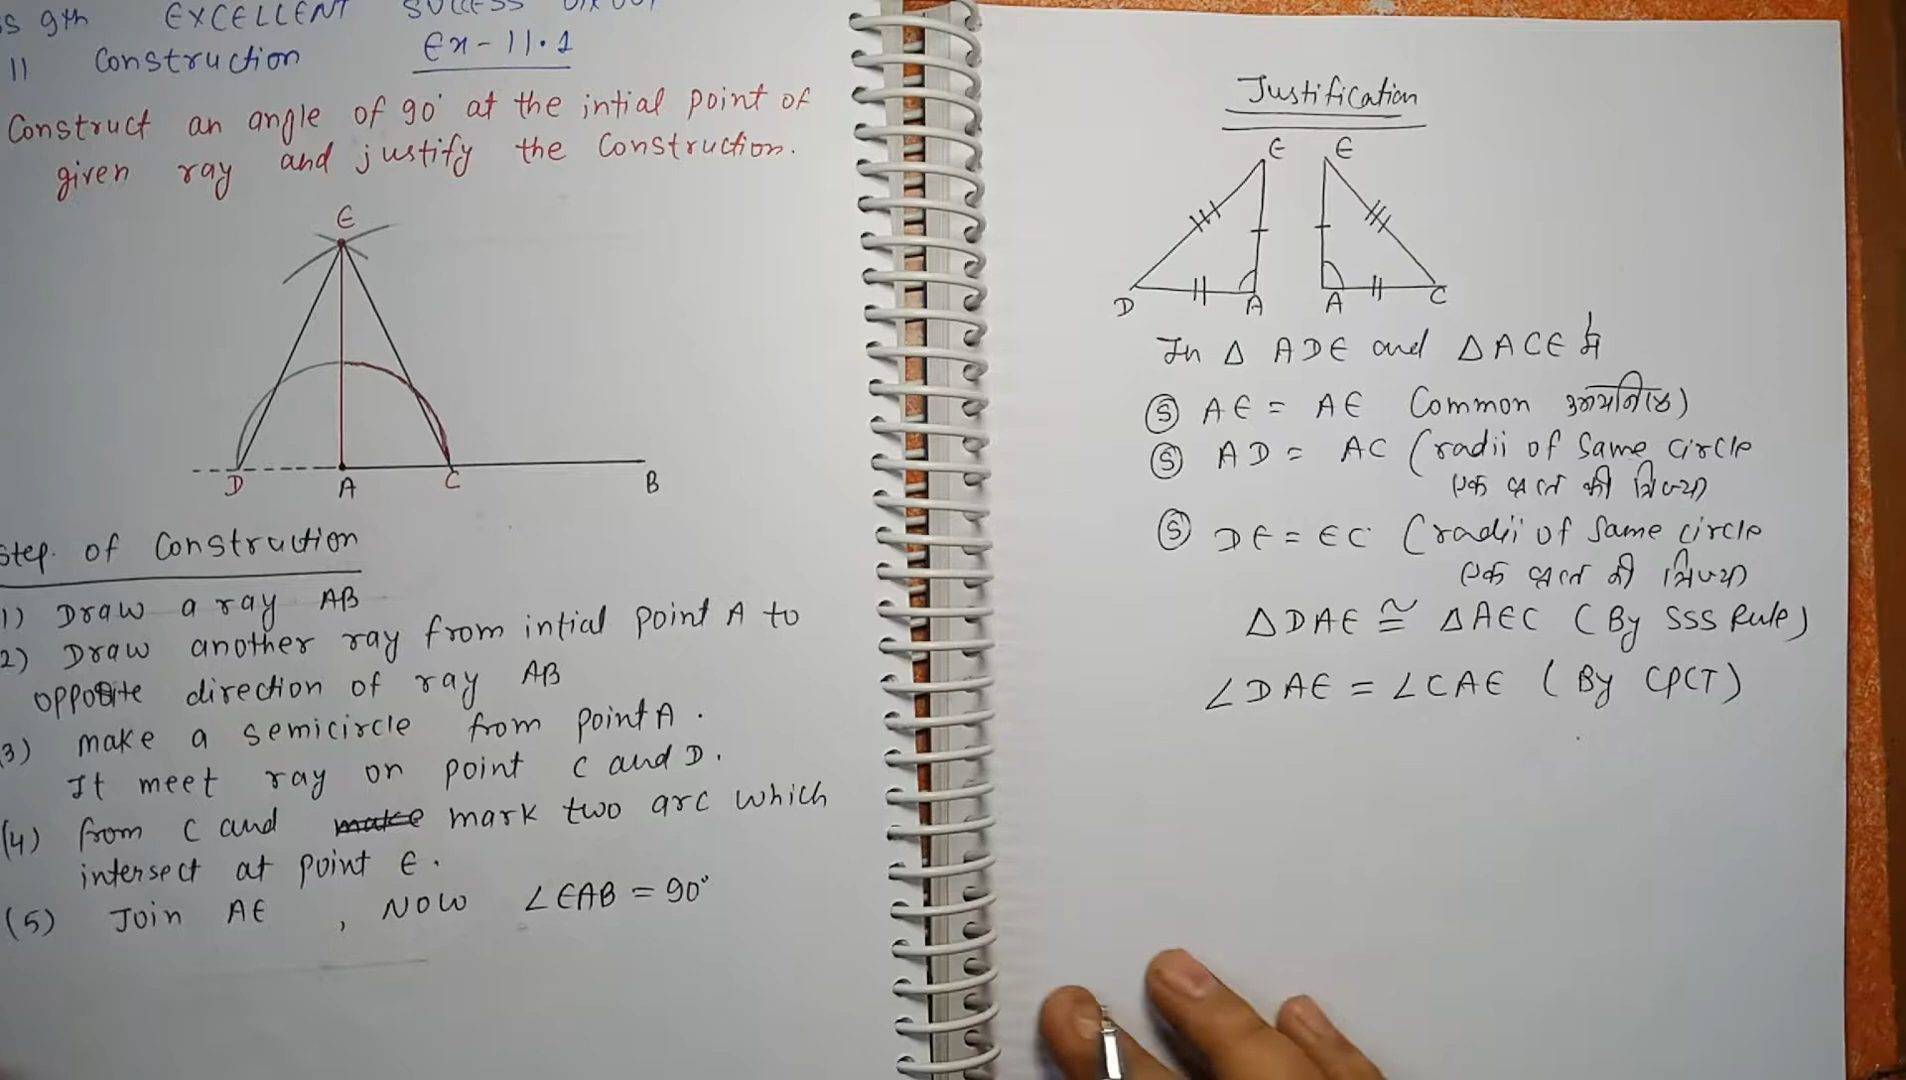 ss 9th EXCELLENT SUCCESS
11 Construction Ex-11.1
Construct an angle of 90° at the intial point of
given ray and justify the Construction.
E
D A C B
Step. of Construction
1) Draw a ray AB
2) Draw another ray from intial point A to
opposite direction of ray AB
(3) make a semicircle from point A.
It meet ray on point C and D.
(4) from C and mark two arc which
intersect at point E.
(5) Join AE , NOW ∠EAB = 90°
Justification
E E
D A A C
In Δ ADE and ΔACE में
(S) AE = AE Common
(S) AD = AC (radii of Same circle
एक वृत्त की त्रिज्या
(S) DE = EC (radii of Same circle
एक वृत्त की त्रिज्या
ΔDAE ≅ ΔAEC (By SSS Rule)
∠DAE = ∠CAE (By CPCT)